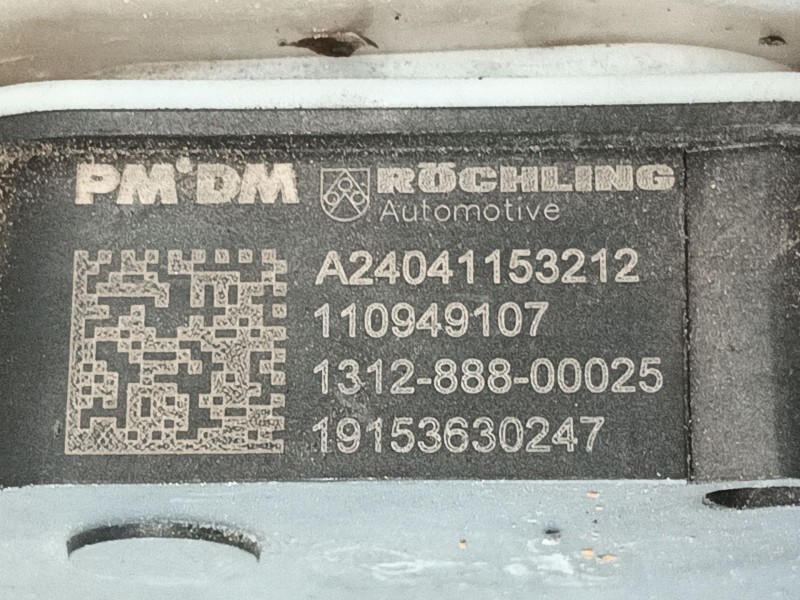 PM DM RÖCHLING
Automotive
A24041153212
110949107
1312-888-00025
19153630247